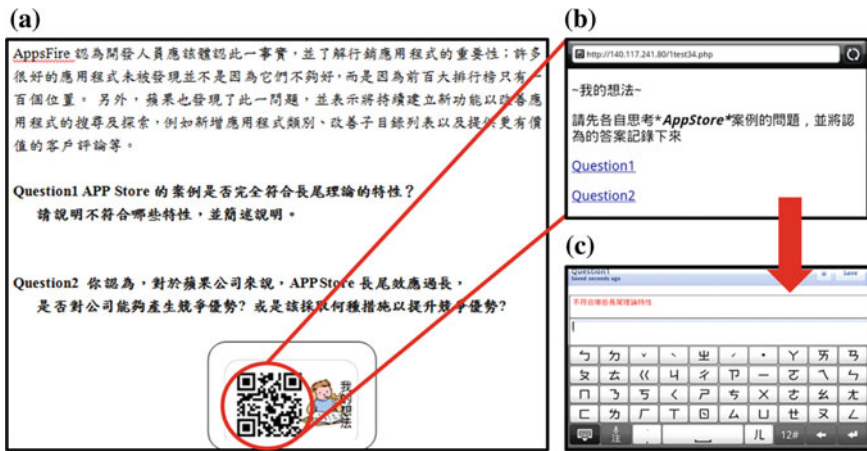 (a)
AppsFire 認為開發人員應該體認此一事實，並了解行銷應用程式的重要性；許多
很好的應用程式未被發現並不是因為它們不夠好，而是因為前百大排行榜只有一
百個位置。 另外，蘋果也發現了此一問題，並表示將持續建立新功能以改善應
用程式的搜尋及探索，例如新增應用程式類別、改善子目錄列表以及提供更有價
值的客戶評論等。
Question1 APP Store 的案例是否完全符合長尾理論的特性？
請說明不符合哪些特性，並簡述說明。
Question2 你認為，對於蘋果公司來說，APP Store 長尾效應過長，
是否對公司能夠產生競爭優勢? 或是該採取何種措施以提升競爭優勢?
我的想法
(b)
http://140.117.241.80/1test34.php
~我的想法~
請先各自思考*AppStore*案例的問題，並將認
為的答案記錄下來
Question1
Question2
(c)
Question1
Saved seconds ago
Save
不符合哪些長尾理論特性
ㄅ ㄉ ˇ ˋ ㄓ ˊ ˙ ㄚ ㄞ ㄢ
ㄆ ㄊ ㄍ ㄐ ㄔ ㄗ ㄧ ㄛ ㄟ ㄣ
ㄇ ㄋ ㄎ ㄑ ㄕ ㄘ ㄨ ㄜ ㄠ ㄤ
ㄈ ㄌ ㄏ ㄒ ㄖ ㄙ ㄩ ㄝ ㄡ ㄥ
注 ㄦ 12#